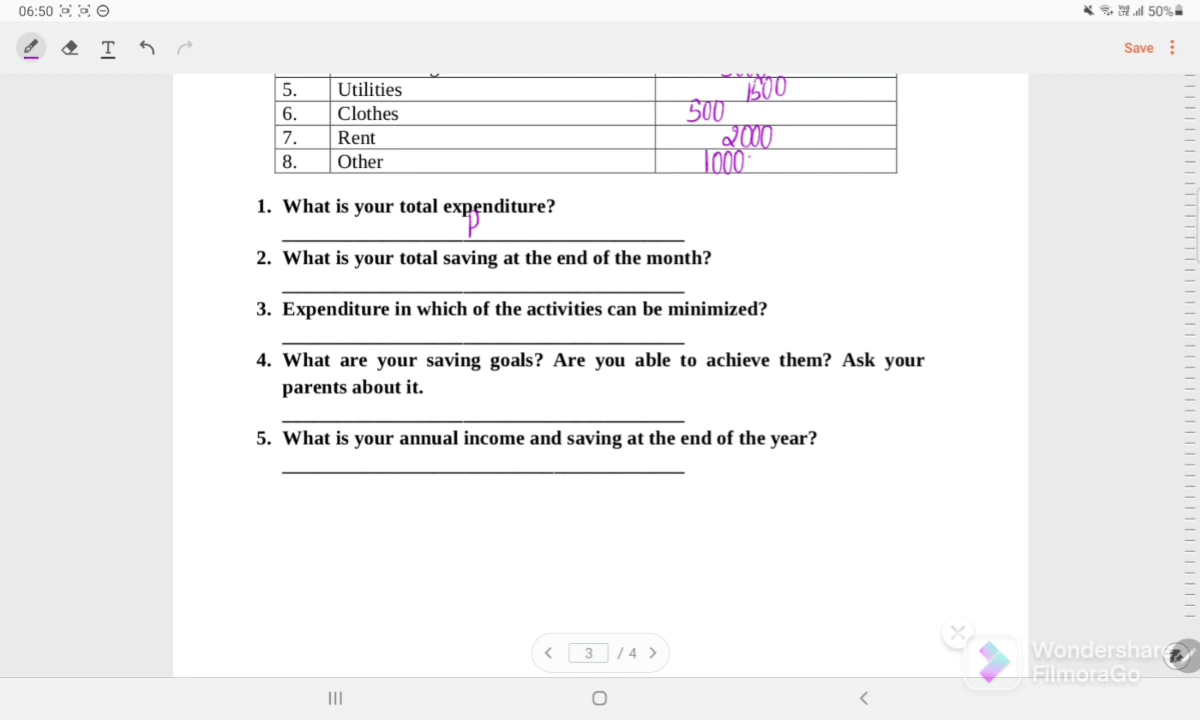 06:50 50%
Save
5. Utilities 1500
6. Clothes 500
7. Rent 2000
8. Other 1000
1. What is your total expenditure?
p
2. What is your total saving at the end of the month?
3. Expenditure in which of the activities can be minimized?
4. What are your saving goals? Are you able to achieve them? Ask your
parents about it.
5. What is your annual income and saving at the end of the year?
3 / 4
Wondershare
FilmoraGo